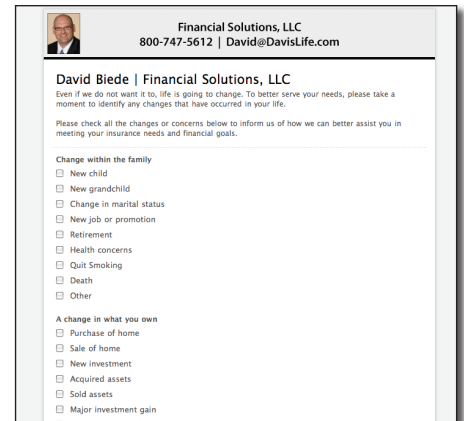 Financial Solutions, LLC
800-747-5612 | David@DavisLife.com
David Biede | Financial Solutions, LLC
Even if we do not want it to, life is going to change. To better serve your needs, please take a
moment to identify any changes that have occurred in your life.
Please check all the changes or concerns below to inform us of how we can better assist you in
meeting your insurance needs and financial goals.
Change within the family
New child
New grandchild
Change in marital status
New job or promotion
Retirement
Health concerns
Quit Smoking
Death
Other
A change in what you own
Purchase of home
Sale of home
New investment
Acquired assets
Sold assets
Major investment gain